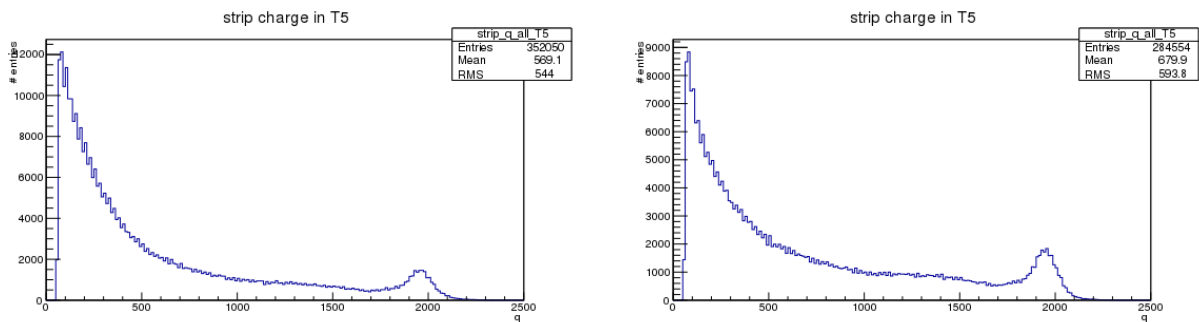 strip charge in T5
# entries
strip_q_all_T5
Entries 352050
Mean 569.1
RMS 544
12000
10000
8000
6000
4000
2000
0
0 500 1000 1500 2000 2500
q
strip charge in T5
# entries
strip_q_all_T5
Entries 284554
Mean 679.9
RMS 593.8
9000
8000
7000
6000
5000
4000
3000
2000
1000
0
0 500 1000 1500 2000 2500
q